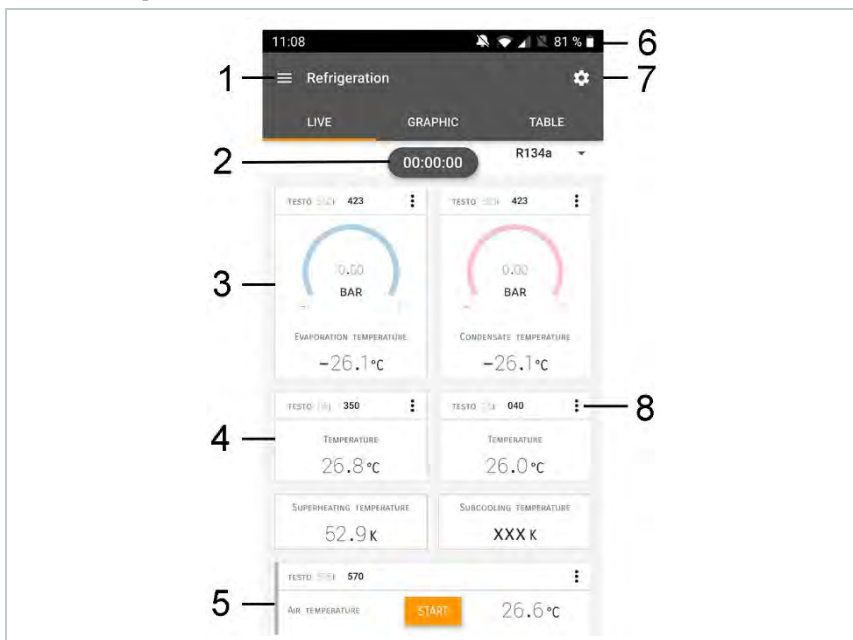 11:08 81 % 6
1 Refrigeration 7
LIVE GRAPHIC TABLE
2 00:00:00 R134a
TESTO 423 TESTO 423
3 0.00 0.00
BAR BAR
EVAPORATION TEMPERATURE CONDENSATE TEMPERATURE
-26.1°C -26.1°C
TESTO 350 TESTO 040 8
4 TEMPERATURE TEMPERATURE
26.8°C 26.0°C
SUPERHEATING TEMPERATURE SUBCOOLING TEMPERATURE
52.9 K XXX K
TESTO 570
5 AIR TEMPERATURE START 26.6°C